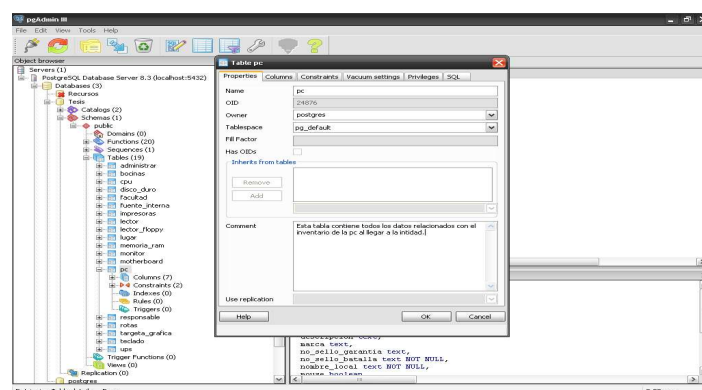 pgAdmin III
File Edit View Tools Help
Object browser
Servers (1)
PostgreSQL Database Server 8.3 (localhost:5432)
Databases (3)
Recursos
Tesis
Catalogs (2)
Schemas (1)
public
Domains (0)
Functions (20)
Sequences (1)
Tables (19)
administrar
bocinas
cpu
disco_duro
facultad
fuente_interna
impresoras
lector
lector_floppy
lugar
memoria_ram
monitor
motherboard
pc
Columns (7)
Constraints (2)
Indexes (0)
Rules (0)
Triggers (0)
responsable
rotas
targeta_grafica
teclado
ups
Trigger Functions (0)
Views (0)
Replication (0)
postgres
Table pc
Properties Columns Constraints Vacuum settings Privileges SQL
Name pc
OID 24876
Owner postgres
Tablespace pg_default
Fill Factor
Has OIDs
Inherits from tables
Remove
Add
Comment Esta tabla contiene todos los datos relacionados con el
inventario de la pc al llegar a la intidad.
Use replication
Help OK Cancel
descripcion text,
marca text,
no_sello_garantia text,
no_sello_batalla text NOT NULL,
nombre_local text NOT NULL,
mouse boolean